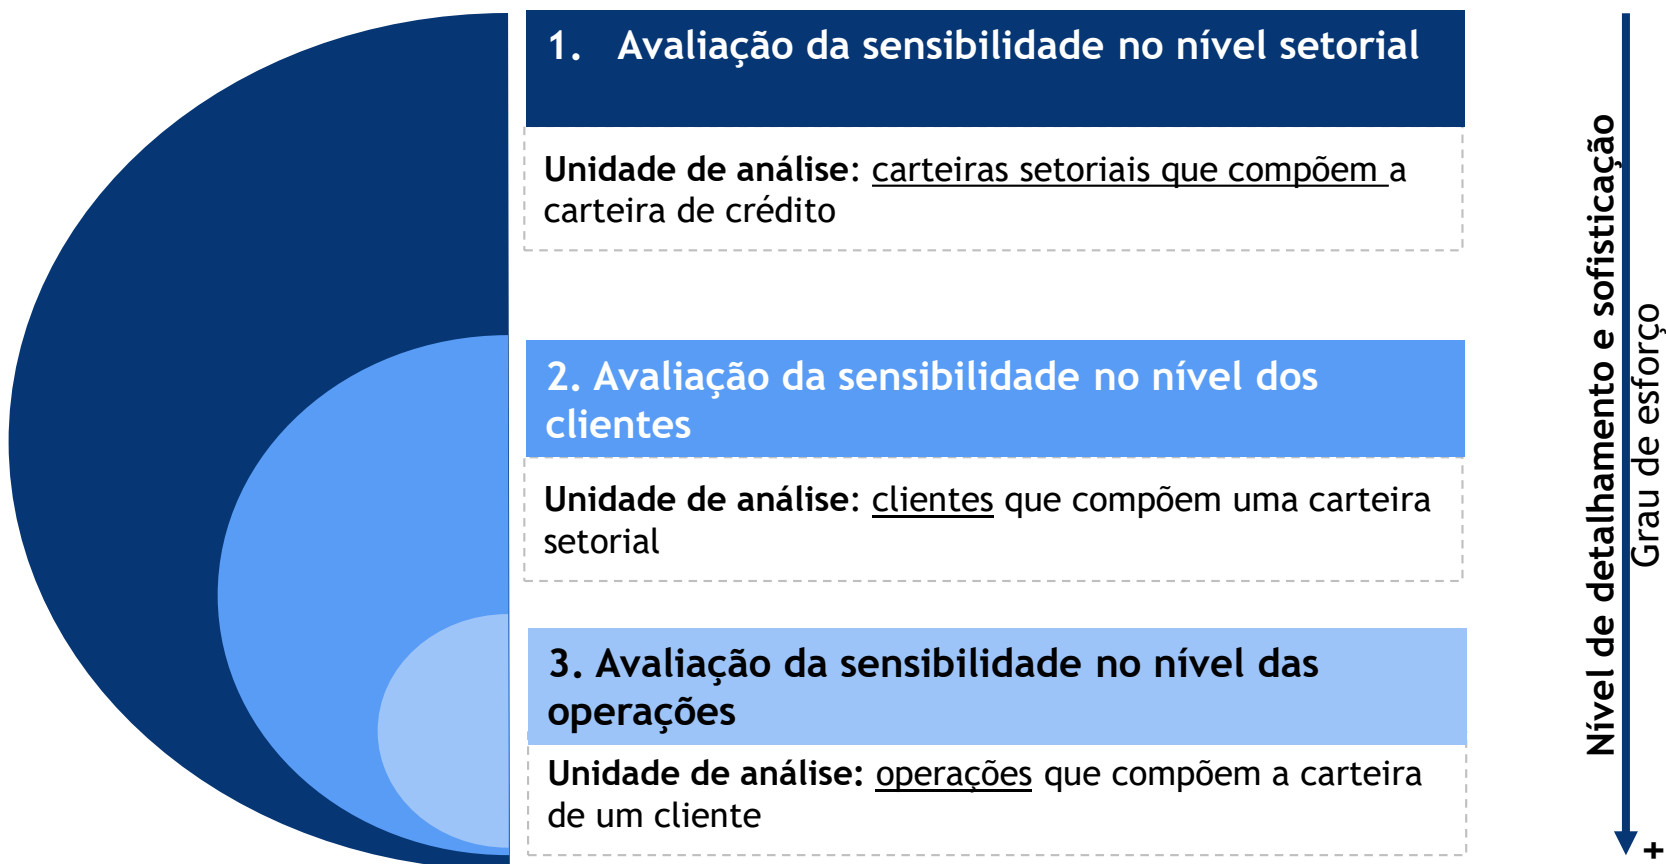 1. Avaliação da sensibilidade no nível setorial
Unidade de análise: carteiras setoriais que compõem a
carteira de crédito
2. Avaliação da sensibilidade no nível dos
clientes
Unidade de análise: clientes que compõem uma carteira
setorial
3. Avaliação da sensibilidade no nível das
operações
Unidade de análise: operações que compõem a carteira
de um cliente
Nível de detalhamento e sofisticação
Grau de esforço
+